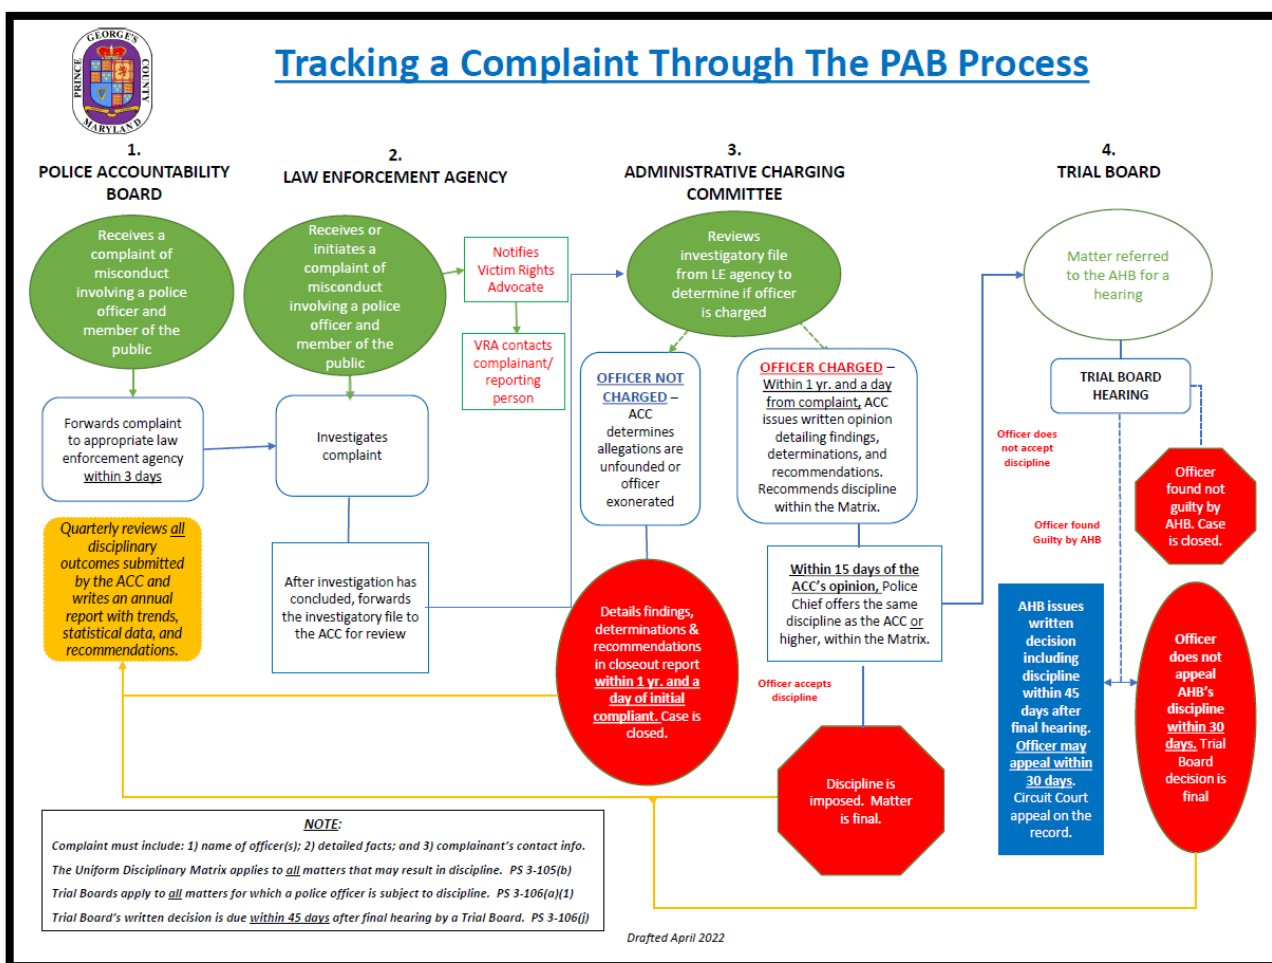 GEORGE'S
PRINCE
COUNTY
MARYLAND
Tracking a Complaint Through The PAB Process
1.
POLICE ACCOUNTABILITY
BOARD
2.
LAW ENFORCEMENT AGENCY
3.
ADMINISTRATIVE CHARGING
COMMITTEE
4.
TRIAL BOARD
Receives a
complaint of
misconduct
involving a police
officer and
member of the
public
Forwards complaint
to appropriate law
enforcement agency
within 3 days
Quarterly reviews all
disciplinary
outcomes submitted
by the ACC and
writes an annual
report with trends,
statistical data, and
recommendations.
Receives or
initiates a
complaint of
misconduct
involving a police
officer and
member of the
public
Notifies
Victim Rights
Advocate
VRA contacts
complainant/
reporting
person
Investigates
complaint
After investigation has
concluded, forwards
the investigatory file to
the ACC for review
Reviews
investigatory file
from LE agency to
determine if officer
is charged
OFFICER NOT
CHARGED –
ACC
determines
allegations are
unfounded or
officer
exonerated
Details findings,
determinations &
recommendations
in closeout report
within 1 yr. and a
day of initial
compliant. Case is
closed.
OFFICER CHARGED –
Within 1 yr. and a day
from complaint, ACC
issues written opinion
detailing findings,
determinations, and
recommendations.
Recommends discipline
within the Matrix.
Within 15 days of the
ACC's opinion, Police
Chief offers the same
discipline as the ACC or
higher, within the Matrix.
Officer accepts
discipline
Discipline is
imposed. Matter
is final.
Officer does
not accept
discipline
Matter referred
to the AHB for a
hearing
TRIAL BOARD
HEARING
Officer
found not
guilty by
AHB. Case
is closed.
Officer found
Guilty by AHB
AHB issues
written
decision
including
discipline
within 45
days after
final hearing.
Officer may
appeal within
30 days.
Circuit Court
appeal on the
record.
Officer
does not
appeal
AHB's
discipline
within 30
days. Trial
Board
decision is
final
NOTE:
Complaint must include: 1) name of officer(s); 2) detailed facts; and 3) complainant's contact info.
The Uniform Disciplinary Matrix applies to all matters that may result in discipline. PS 3-105(b)
Trial Boards apply to all matters for which a police officer is subject to discipline. PS 3-106(a)(1)
Trial Board's written decision is due within 45 days after final hearing by a Trial Board. PS 3-106(j)
Drafted April 2022